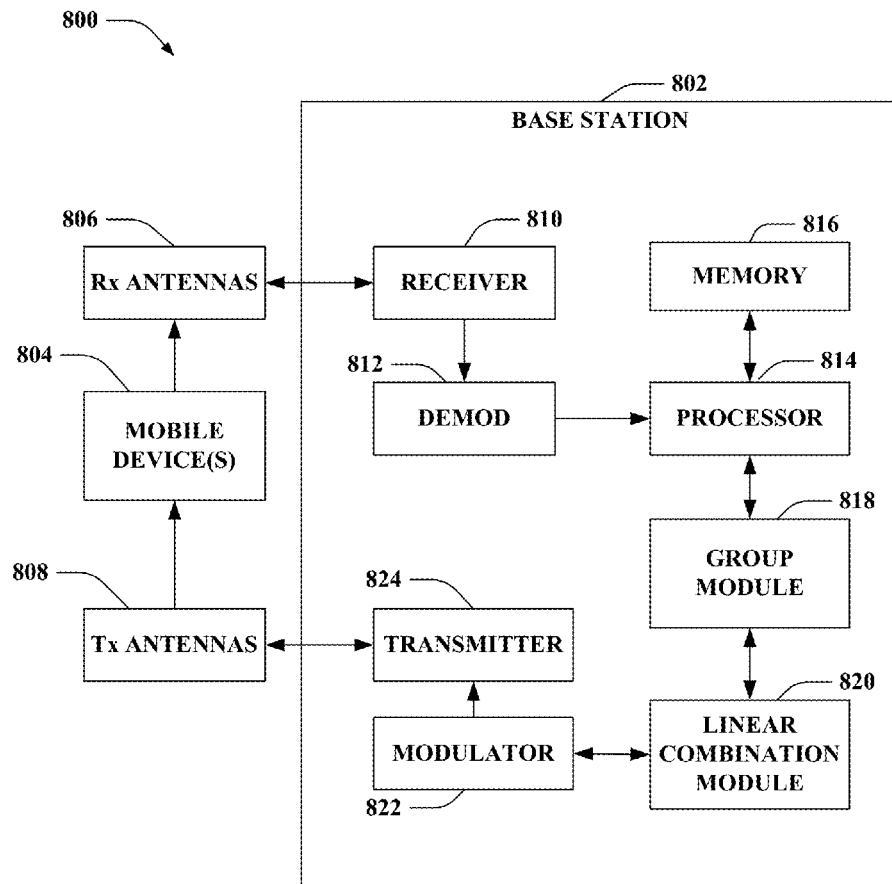 800
802
BASE STATION
806
810
816
Rx ANTENNAS
RECEIVER
MEMORY
804
812
814
MOBILE
DEVICE(S)
DEMOD
PROCESSOR
818
808
824
GROUP
MODULE
Tx ANTENNAS
TRANSMITTER
820
MODULATOR
LINEAR
COMBINATION
MODULE
822